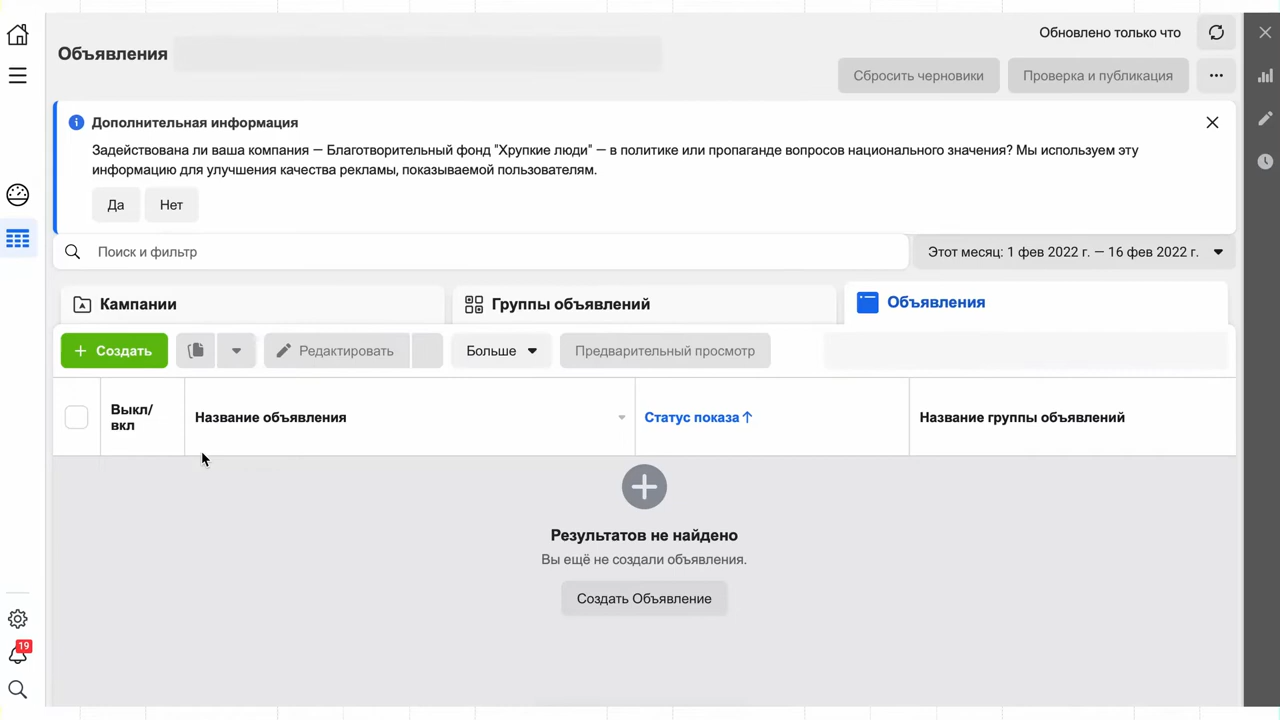 Обновлено только что
Объявления
Сбросить черновики
Проверка и публикация
Дополнительная информация
Задействована ли ваша компания — Благотворительный фонд "Хрупкие люди" — в политике или пропаганде вопросов национального значения? Мы используем эту
информацию для улучшения качества рекламы, показываемой пользователям.
Да
Нет
Поиск и фильтр
Этот месяц: 1 фев 2022 г. — 16 фев 2022 г.
Кампании
Группы объявлений
Объявления
+ Создать
Редактировать
Больше
Предварительный просмотр
Выкл/
вкл
Название объявления
Статус показа↑
Название группы объявлений
Результатов не найдено
Вы ещё не создали объявления.
Создать Объявление
19